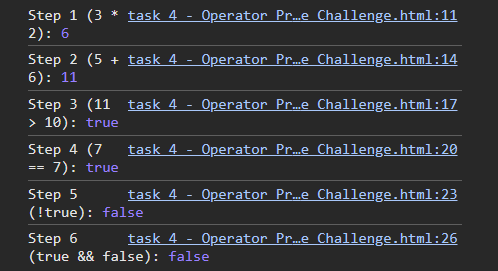 Step 1 (3 * task 4 - Operator Pr…e Challenge.html:11
2): 6
Step 2 (5 + task 4 - Operator Pr…e Challenge.html:14
6): 11
Step 3 (11 task 4 - Operator Pr…e Challenge.html:17
> 10): true
Step 4 (7 task 4 - Operator Pr…e Challenge.html:20
== 7): true
Step 5 task 4 - Operator Pr…e Challenge.html:23
(!true): false
Step 6 task 4 - Operator Pr…e Challenge.html:26
(true && false): false